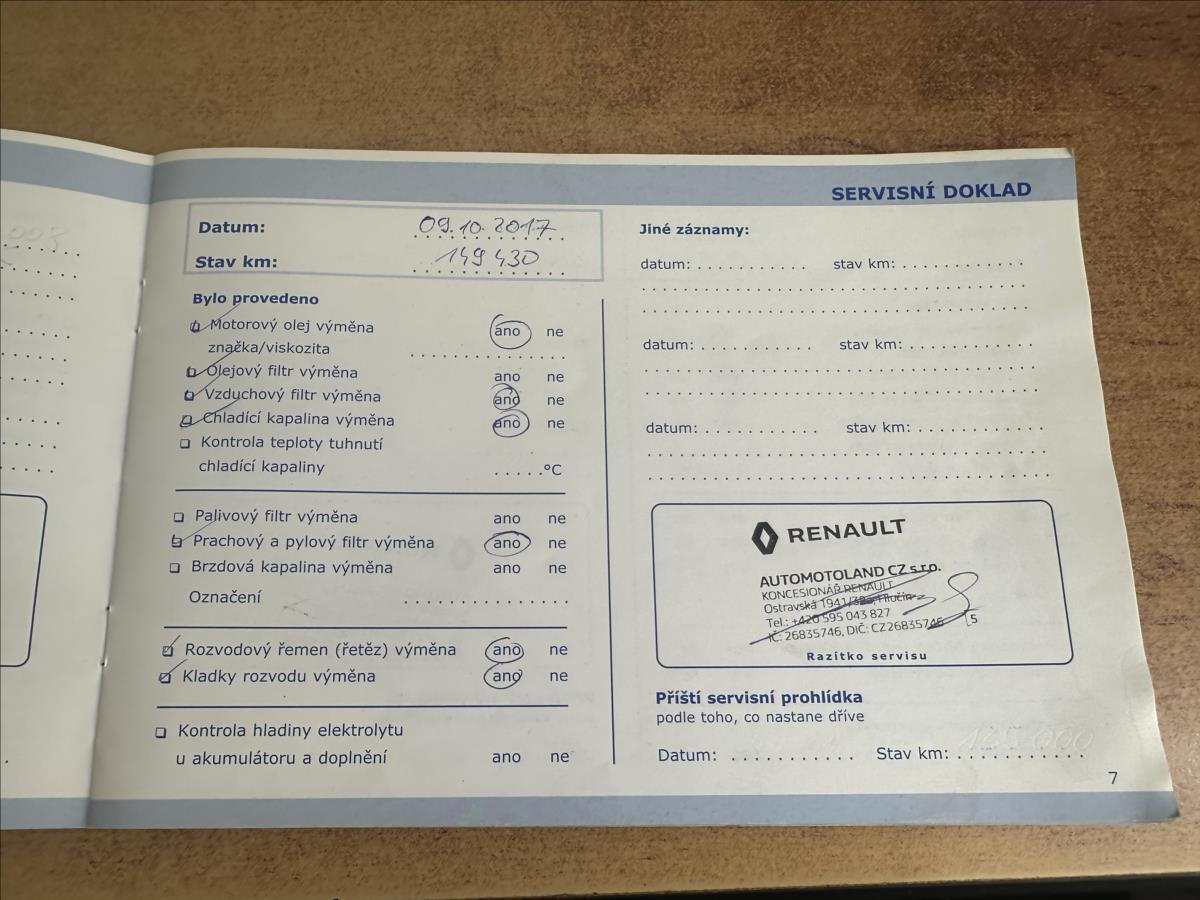 SERVISNÍ DOKLAD
Datum: 09.10.2017
Stav km: 149 430
Bylo provedeno
Motorový olej výměna ano ne
značka/viskozita
Olejový filtr výměna ano ne
Vzduchový filtr výměna ano ne
Chladící kapalina výměna ano ne
Kontrola teploty tuhnutí
chladící kapaliny .....°C
Palivový filtr výměna ano ne
Prachový a pylový filtr výměna ano ne
Brzdová kapalina výměna ano ne
Označení
Rozvodový řemen (řetěz) výměna ano ne
Kladky rozvodu výměna ano ne
Kontrola hladiny elektrolytu
u akumulátoru a doplnění ano ne
Jiné záznamy:
datum: ........... stav km: ............
datum: ........... stav km: ............
datum: ........... stav km: ............
RENAULT
AUTOMOTOLAND CZ s.r.o.
KONCESIONÁŘ RENAULT
Ostravská 1941/ Hlučín
Tel.: +420 595 043 827
IČ: 26835746, DIČ: CZ26835746 5
Razítko servisu
Příští servisní prohlídka
podle toho, co nastane dříve
Datum: ........... Stav km: ............
7